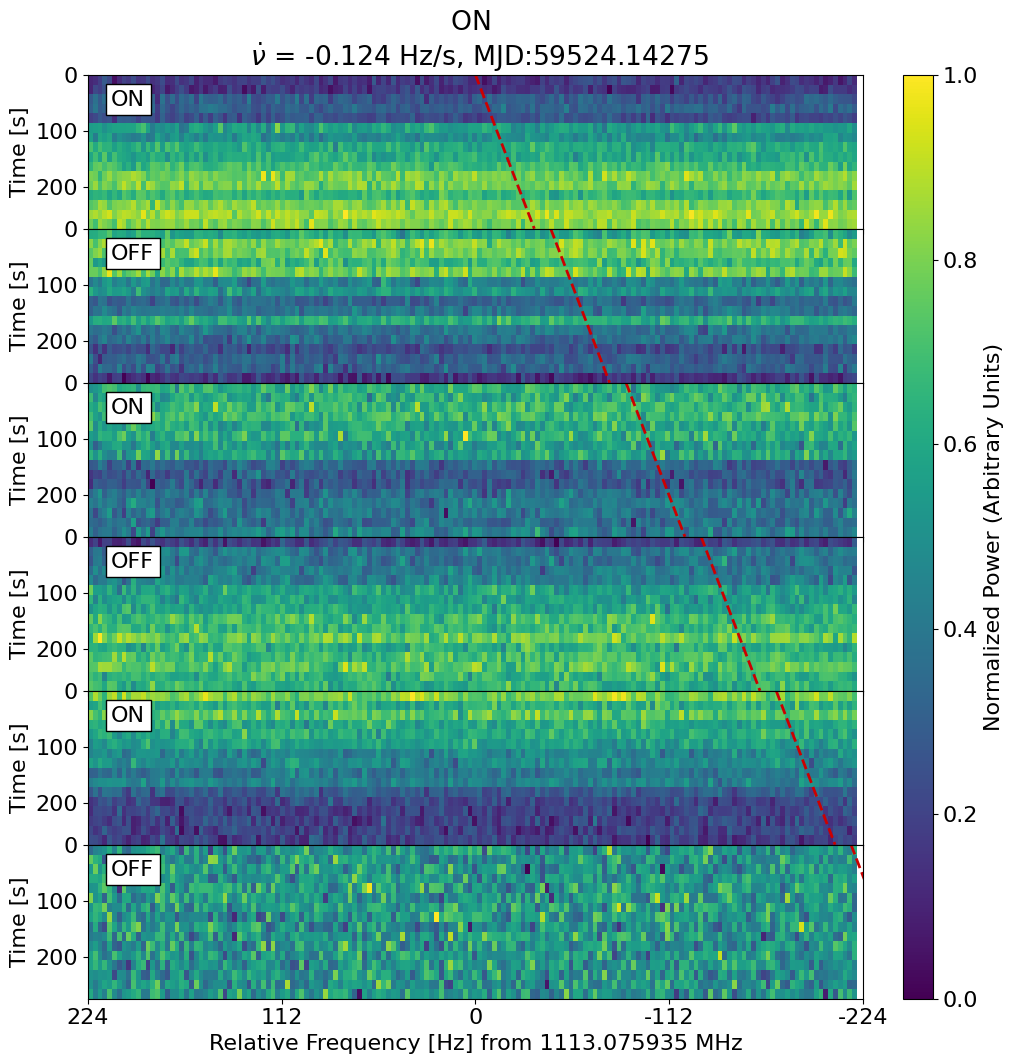 ON
ν̇ = -0.124 Hz/s, MJD:59524.14275
0
ON
100
Time [s]
200
0
OFF
100
Time [s]
200
0
ON
100
Time [s]
200
0
OFF
100
Time [s]
200
0
ON
100
Time [s]
200
0
OFF
100
Time [s]
200
224 112 0 -112 -224
Relative Frequency [Hz] from 1113.075935 MHz
1.0
0.8
0.6
0.4
0.2
0.0
Normalized Power (Arbitrary Units)